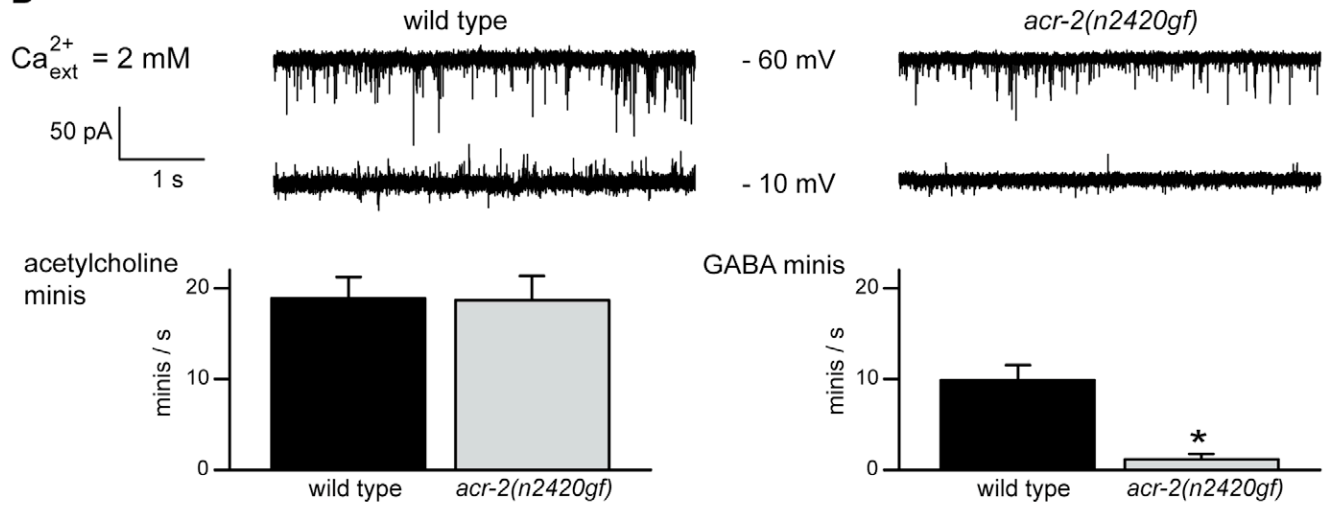 B
wild type
acr-2(n2420gf)
Ca2+ext = 2 mM
- 60 mV
50 pA
1 s
- 10 mV
acetylcholine
minis
GABA minis
minis / s
20
10
0
wild type
acr-2(n2420gf)
minis / s
20
10
0
*
wild type
acr-2(n2420gf)